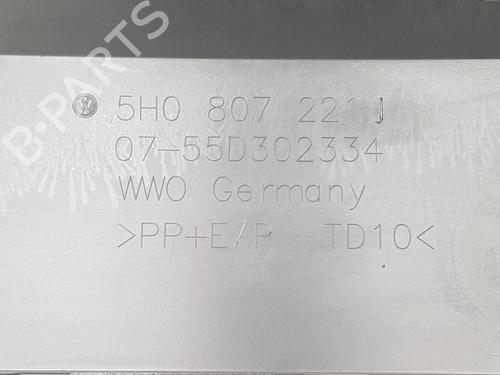 B-PARTS
5H0 807 221 J
07-55D302334
WWO Germany
>PP+E/P - TD10<